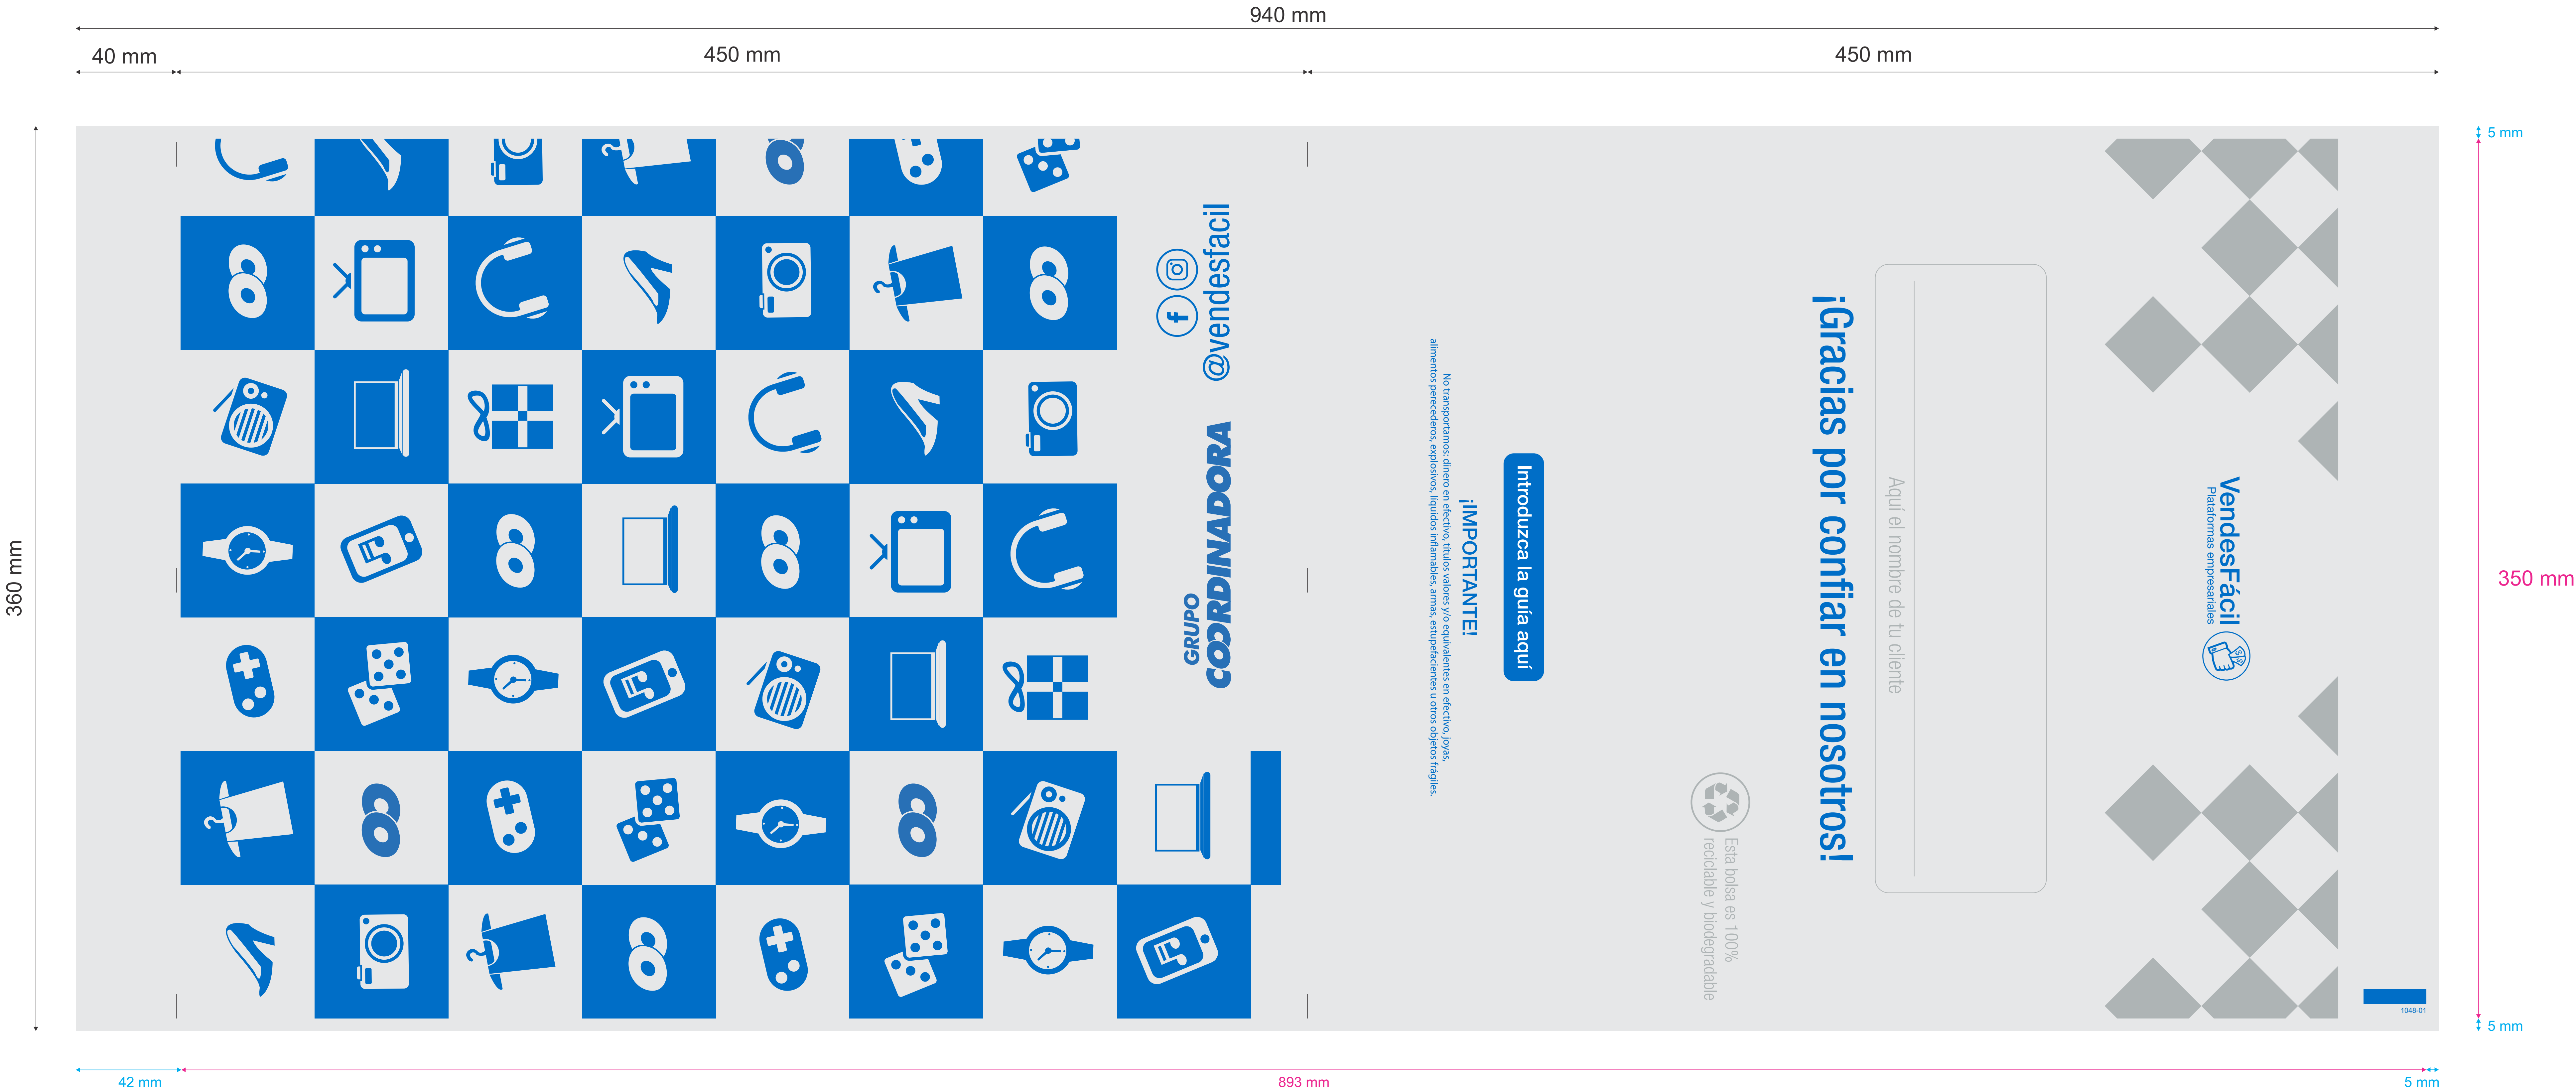 940 mm
40 mm
450 mm
450 mm
5 mm
360 mm
350 mm
@vendesfacil
GRUPO
COORDINADORA
¡Gracias por confiar en nosotros!
Aquí el nombre de tu cliente
VendesFácil
Plataformas empresariales
Introduzca la guía aquí
¡IMPORTANTE!
No transportamos: dinero en efectivo, títulos valores y/o equivalentes en efectivo, joyas,
alimentos perecederos, explosivos, líquidos inflamables, armas, estupefacientes u otros objetos frágiles.
Esta bolsa es 100%
reciclable y biodegradable
1048-01
5 mm
42 mm
893 mm
5 mm